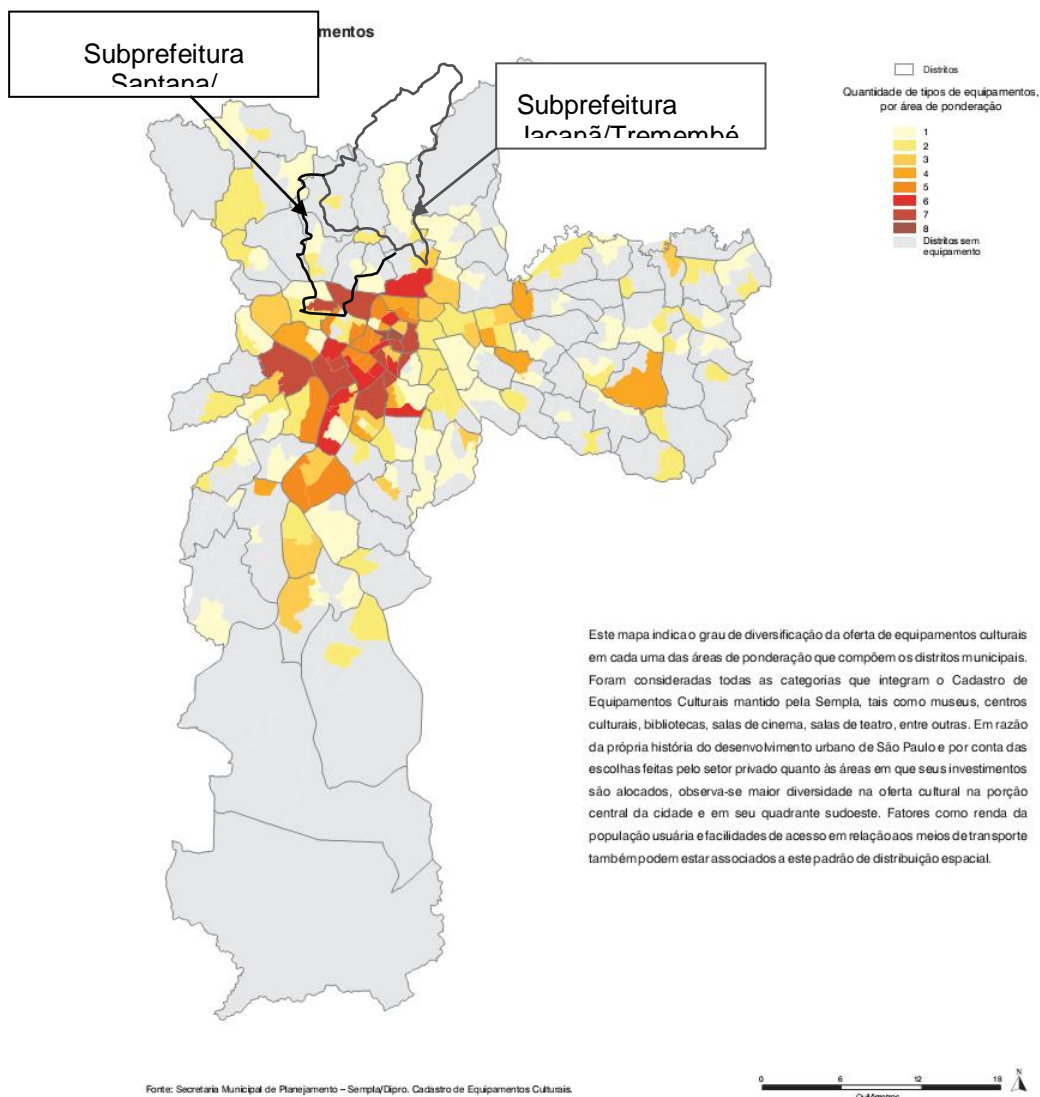 mentos
Subprefeitura
Santana/
Subprefeitura
Jaçanã/Tremembé
Distritos
Quantidade de tipos de equipamentos,
por área de ponderação
1
2
3
4
5
6
7
8
Distritos sem
equipamento
Este mapa indica o grau de diversificação da oferta de equipamentos culturais
em cada uma das áreas de ponderação que compõem os distritos municipais.
Foram consideradas todas as categorias que integram o Cadastro de
Equipamentos Culturais mantido pela Sempla, tais como museus, centros
culturais, bibliotecas, salas de cinema, salas de teatro, entre outras. Em razão
da própria história do desenvolvimento urbano de São Paulo e por conta das
escolhas feitas pelo setor privado quanto às áreas em que seus investimentos
são alocados, observa-se maior diversidade na oferta cultural na porção
central da cidade e em seu quadrante sudoeste. Fatores como renda da
população usuária e facilidades de acesso em relação aos meios de transporte
também podem estar associados a este padrão de distribuição espacial.
Fonte: Secretaria Municipal de Planejamento – Sempla/Dipro. Cadastro de Equipamentos Culturais.
0 6 12 18 N
Quilômetros